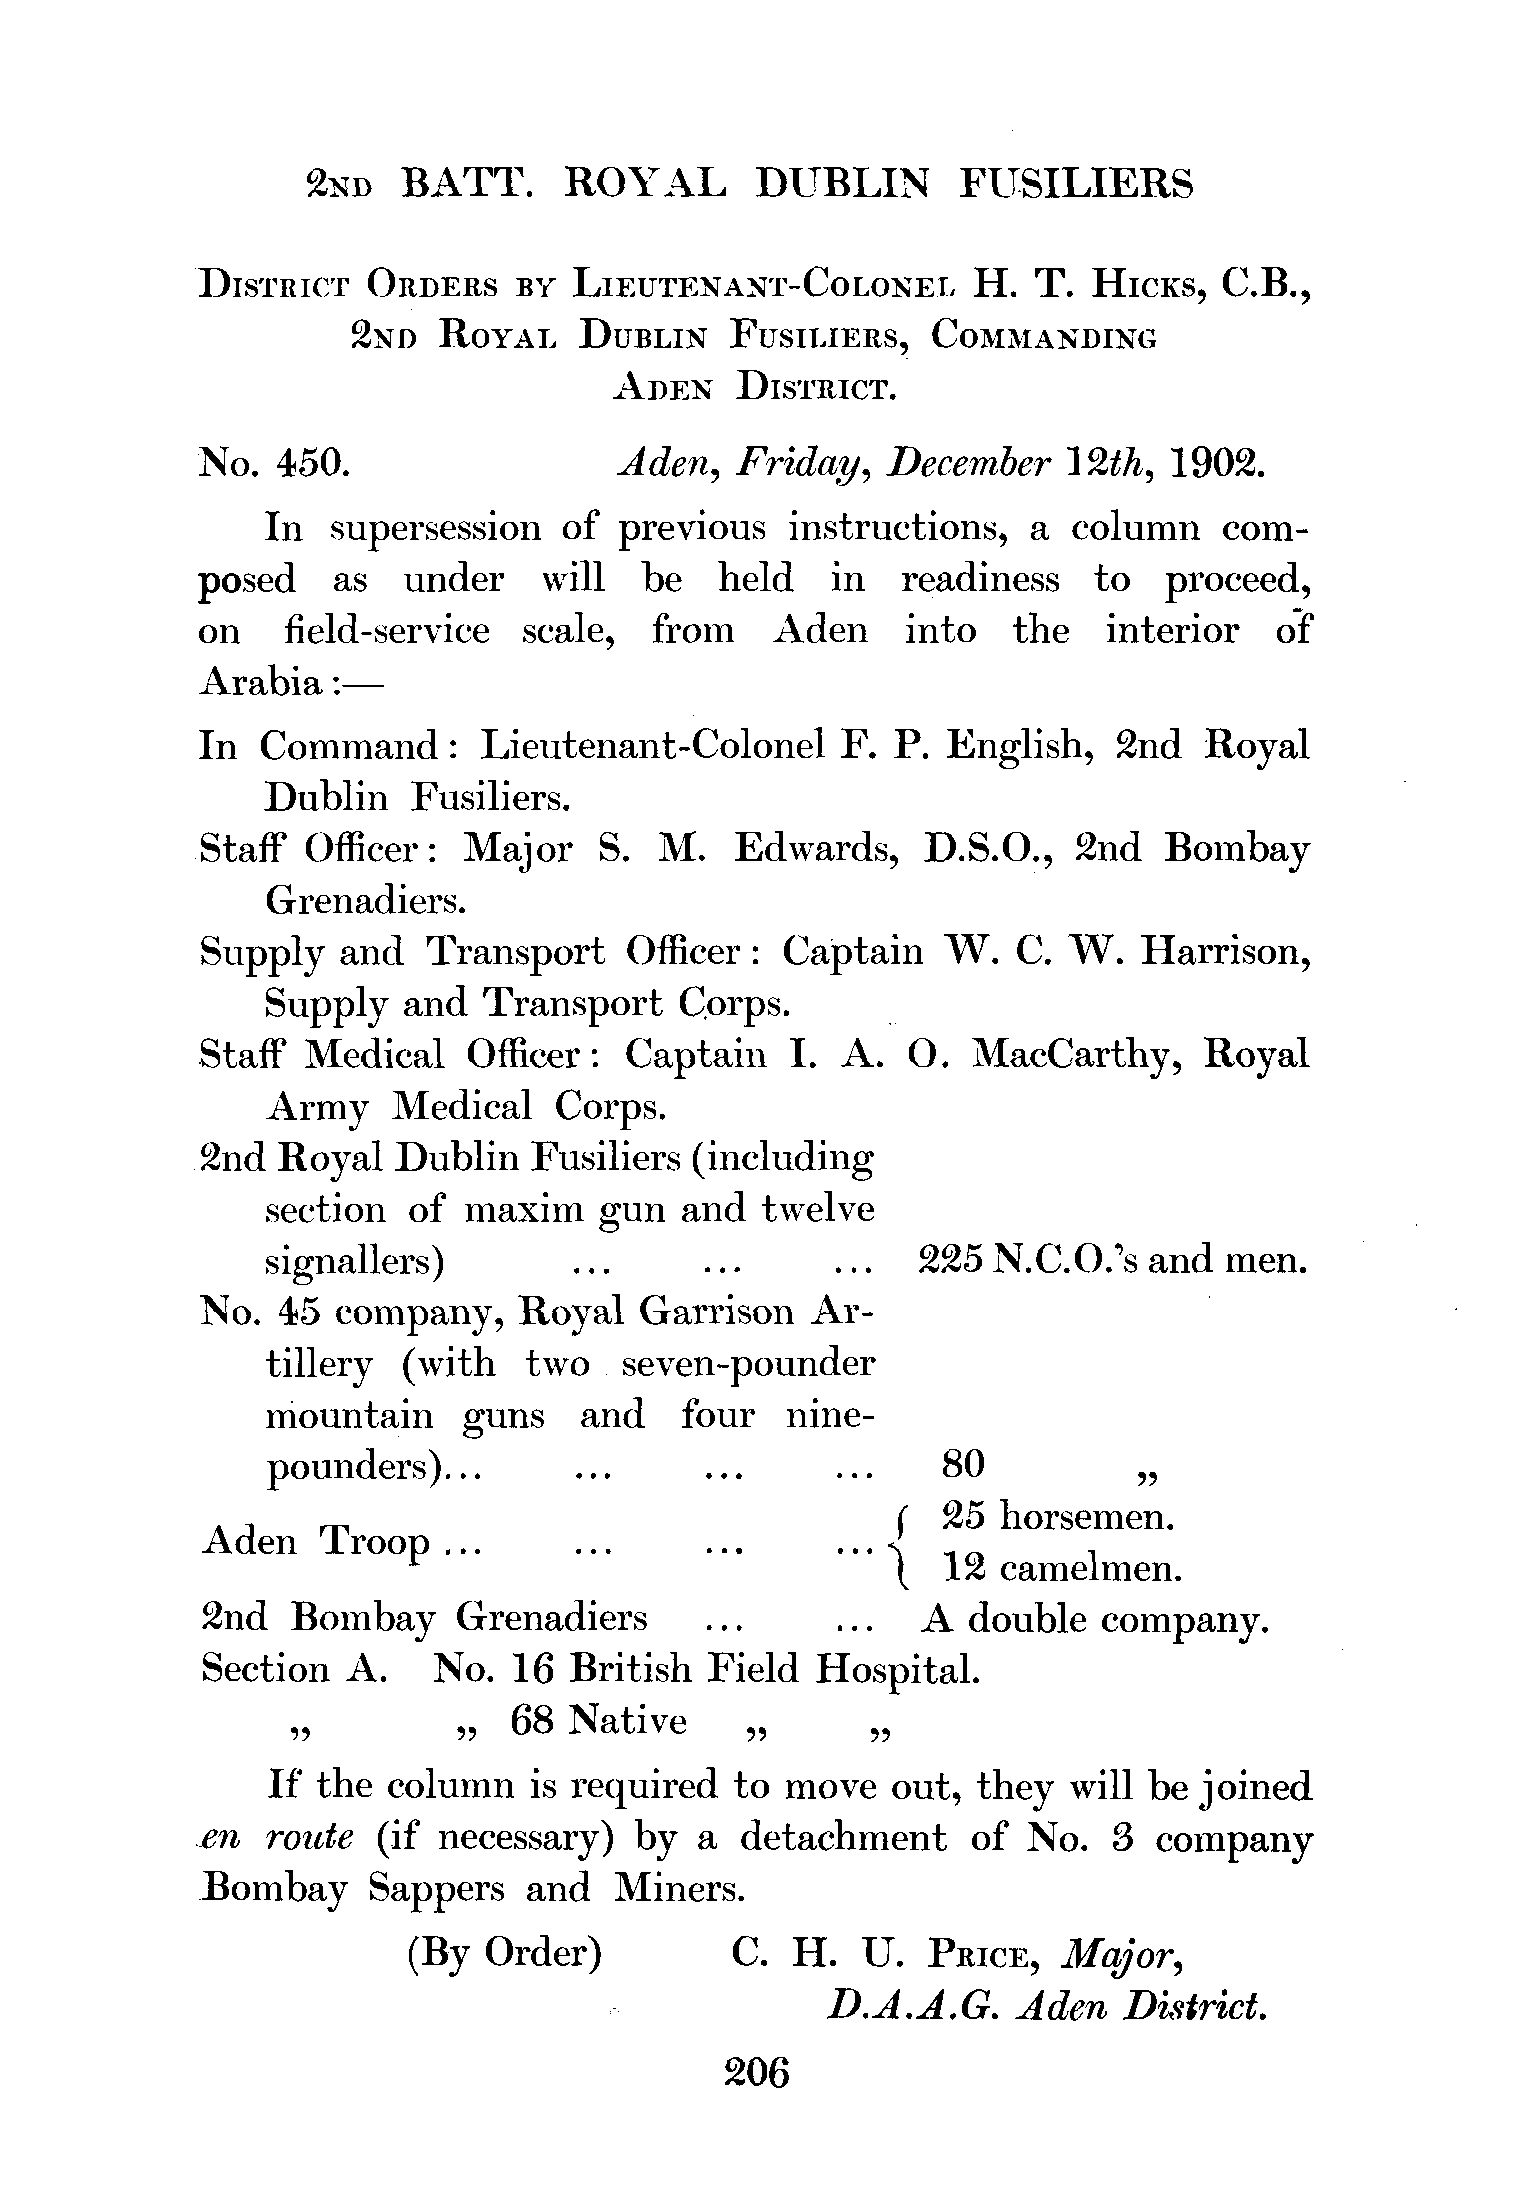 2ND BATT. ROYAL DUBLIN FUSILIERS
DISTRICT ORDERS BY LIEUTENANT-COLONEL H. T. HICKS, C.B.,
2ND ROYAL DUBLIN FUSILIERS, COMMANDING
ADEN DISTRICT.
No. 450. Aden, Friday, December 12th, 1902.
In supersession of previous instructions, a column com-
posed as under will be held in readiness to proceed,
on field-service scale, from Aden into the interior of
Arabia:—
In Command: Lieutenant-Colonel F. P. English, 2nd Royal
Dublin Fusiliers.
Staff Officer: Major S. M. Edwards, D.S.O., 2nd Bombay
Grenadiers.
Supply and Transport Officer: Captain W. C. W. Harrison,
Supply and Transport Corps.
Staff Medical Officer: Captain I. A. O. MacCarthy, Royal
Army Medical Corps.
2nd Royal Dublin Fusiliers (including
section of maxim gun and twelve
signallers) ... ... ... 225 N.C.O.'s and men.
No. 45 company, Royal Garrison Ar-
tillery (with two seven-pounder
mountain guns and four nine-
pounders)... ... ... ... 80 „
Aden Troop ... ... ... ... { 25 horsemen.
12 camelmen.
2nd Bombay Grenadiers ... ... A double company.
Section A. No. 16 British Field Hospital.
„ „ 68 Native „ „
If the column is required to move out, they will be joined
en route (if necessary) by a detachment of No. 3 company
Bombay Sappers and Miners.
(By Order) C. H. U. PRICE, Major,
D.A.A.G. Aden District.
206